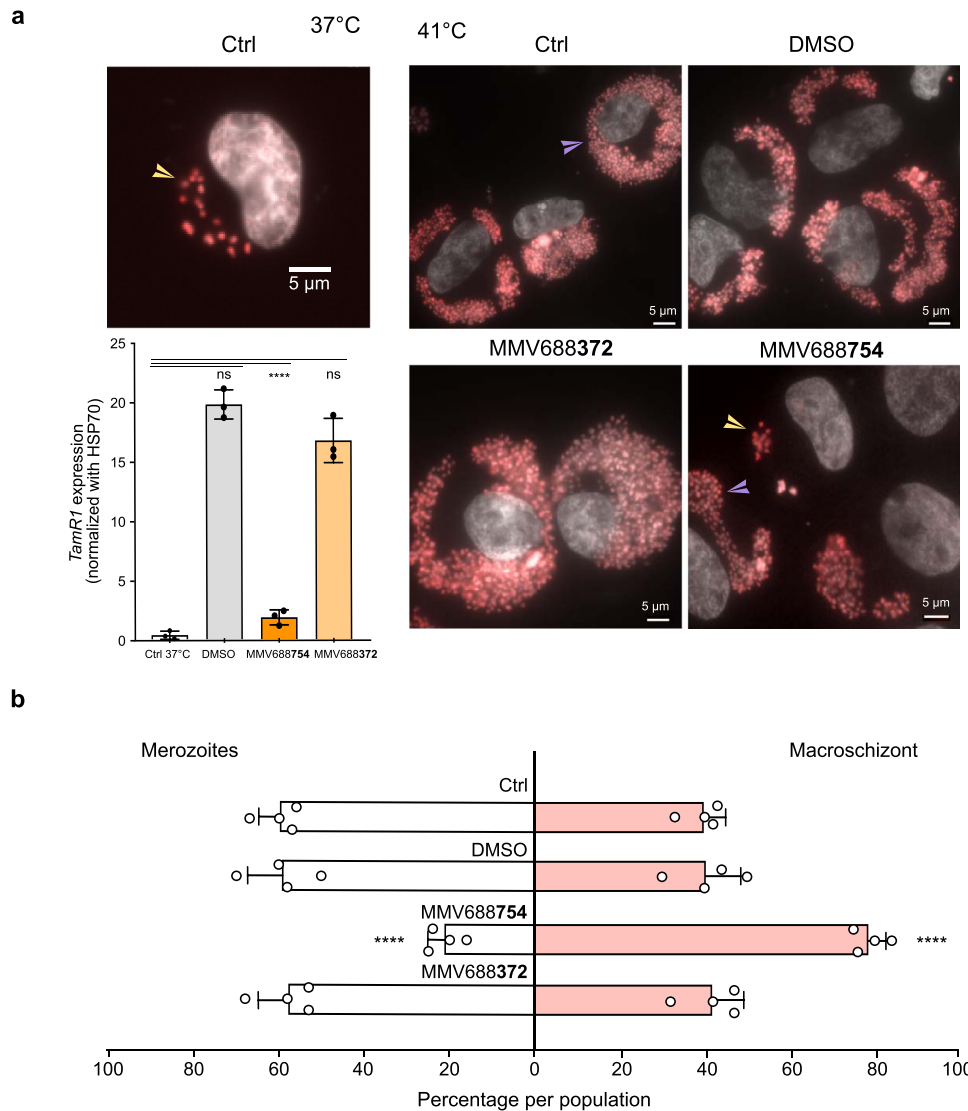 a
37°C
41°C
Ctrl
Ctrl
DMSO
5 µm
5 µm
5 µm
MMV688372
MMV688754
5 µm
5 µm
TamR1 expression
(normalized with HSP70)
25
20
15
10
5
0
ns
****
ns
Ctrl 37°C
DMSO
MMV688754
MMV688372
b
Merozoites
Macroschizont
Ctrl
DMSO
MMV688754
****
****
MMV688372
100
80
60
40
20
0
20
40
60
80
100
Percentage per population